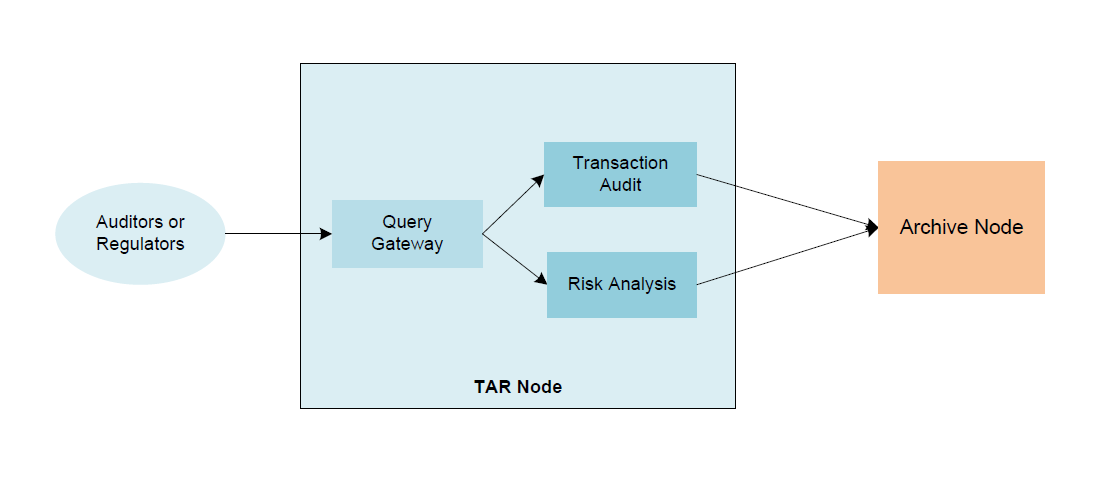 Auditors or
Regulators
Query
Gateway
Transaction
Audit
Risk Analysis
TAR Node
Archive Node